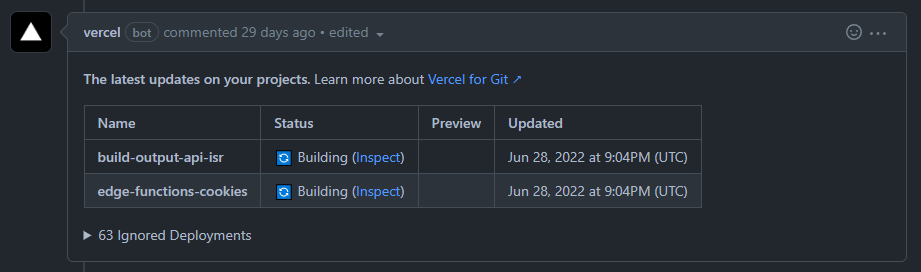 vercel bot commented 29 days ago • edited
The latest updates on your projects. Learn more about Vercel for Git ↗
Name Status Preview Updated
build-output-api-isr 🔄 Building (Inspect) Jun 28, 2022 at 9:04PM (UTC)
edge-functions-cookies 🔄 Building (Inspect) Jun 28, 2022 at 9:04PM (UTC)
63 Ignored Deployments